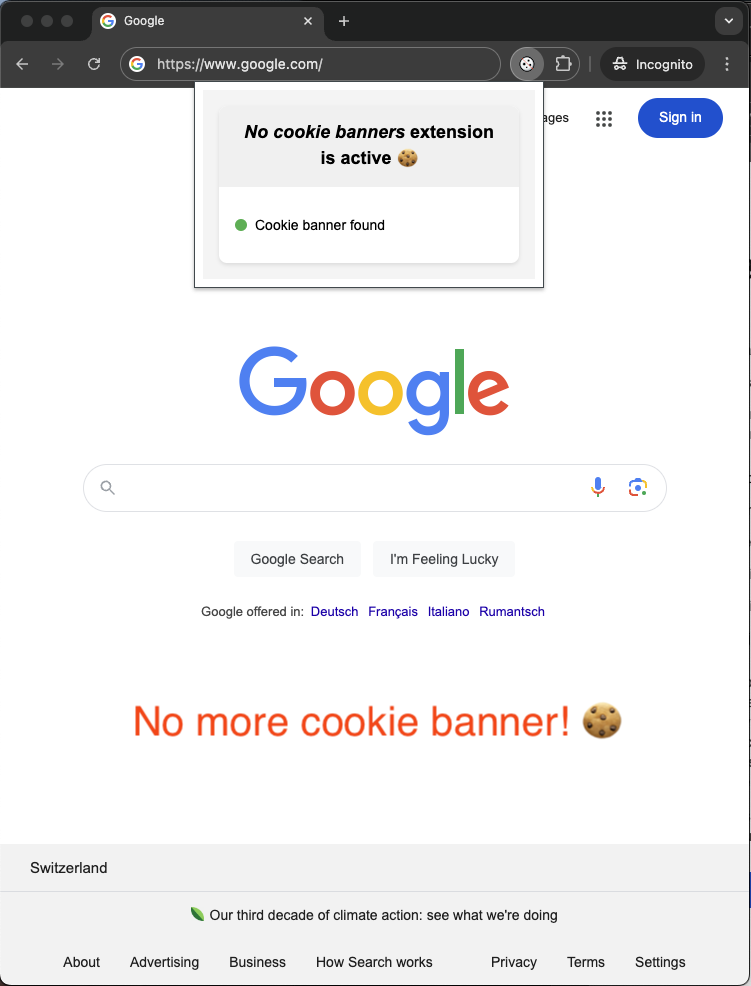 Google
https://www.google.com/
Incognito
No cookie banners extension
is active 🍪
Sign in
Cookie banner found
Google
Google Search
I'm Feeling Lucky
Google offered in: Deutsch Français Italiano Rumantsch
No more cookie banner! 🍪
Switzerland
Our third decade of climate action: see what we're doing
About Advertising Business How Search works Privacy Terms Settings